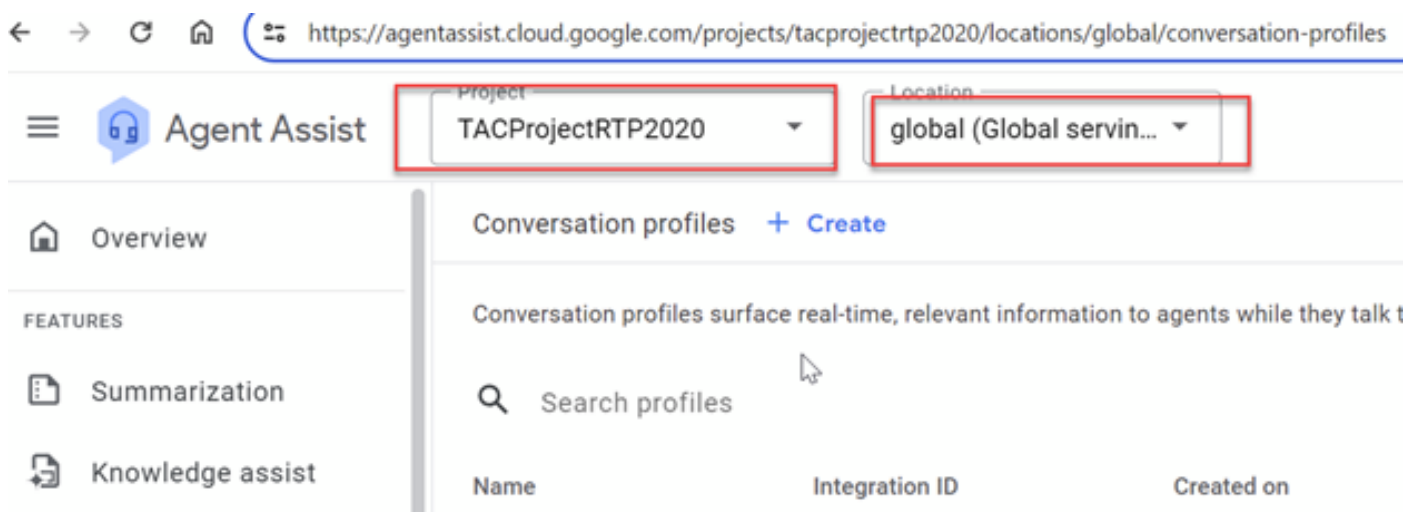 https://agentassist.cloud.google.com/projects/tacprojectrtp2020/locations/global/conversation-profiles
Agent Assist
Project
TACProjectRTP2020
Location
global (Global servin...
Overview
FEATURES
Summarization
Knowledge assist
Conversation profiles + Create
Conversation profiles surface real-time, relevant information to agents while they talk t
Search profiles
Name Integration ID Created on